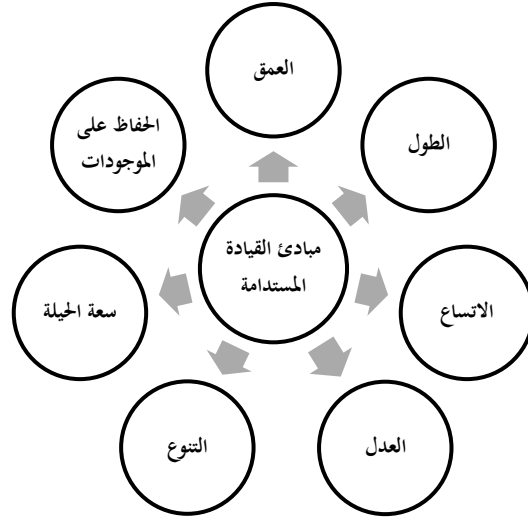 العمق
الطول
الحفاظ على
الموجودات
مبادئ القيادة
المستدامة
الاتساع
سعة الحيلة
العدل
التنوع